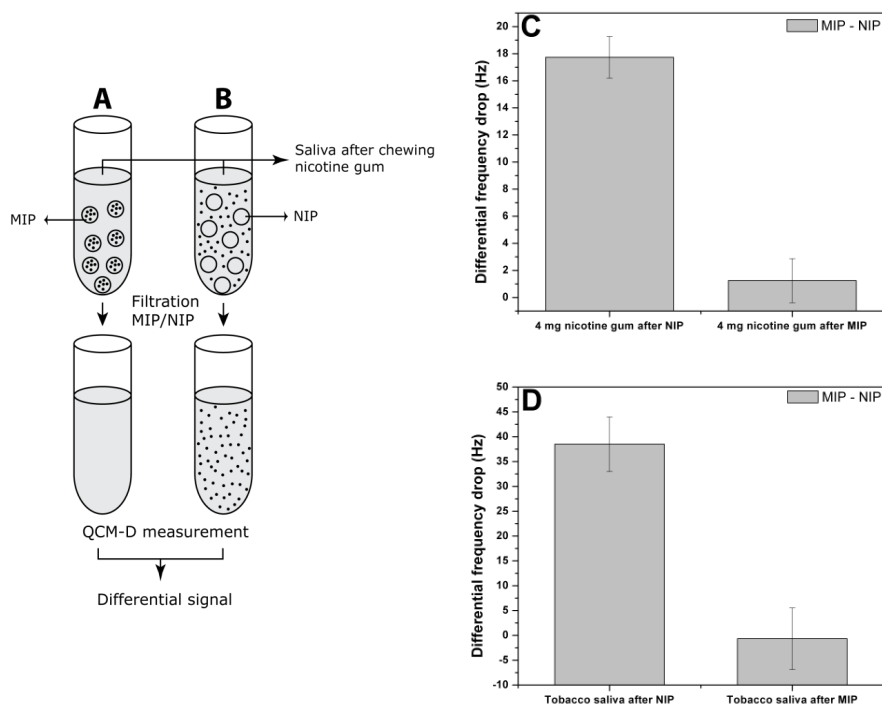 A
B
Saliva after chewing
nicotine gum
MIP
NIP
Filtration
MIP/NIP
QCM-D measurement
Differential signal
C
MIP - NIP
Differential frequency drop (Hz)
20
18
16
14
12
10
8
6
4
2
0
4 mg nicotine gum after NIP
4 mg nicotine gum after MIP
D
MIP - NIP
Differential frequency drop (Hz)
50
45
40
35
30
25
20
15
10
5
0
-5
-10
Tobacco saliva after NIP
Tobacco saliva after MIP